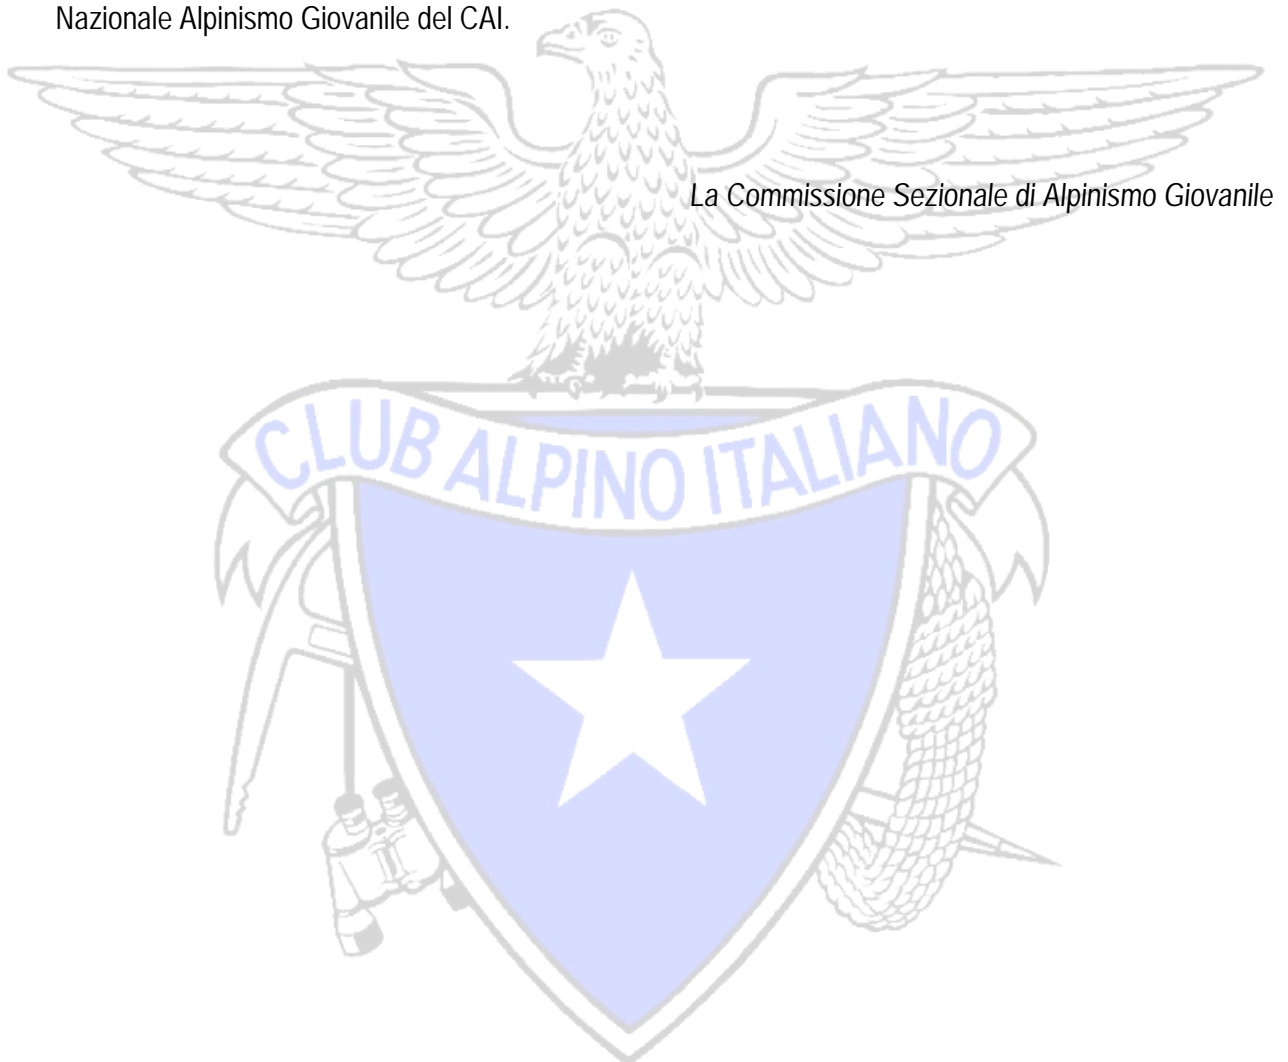 Nazionale Alpinismo Giovanile del CAI.
La Commissione Sezionale di Alpinismo Giovanile
CLUB ALPINO ITALIANO